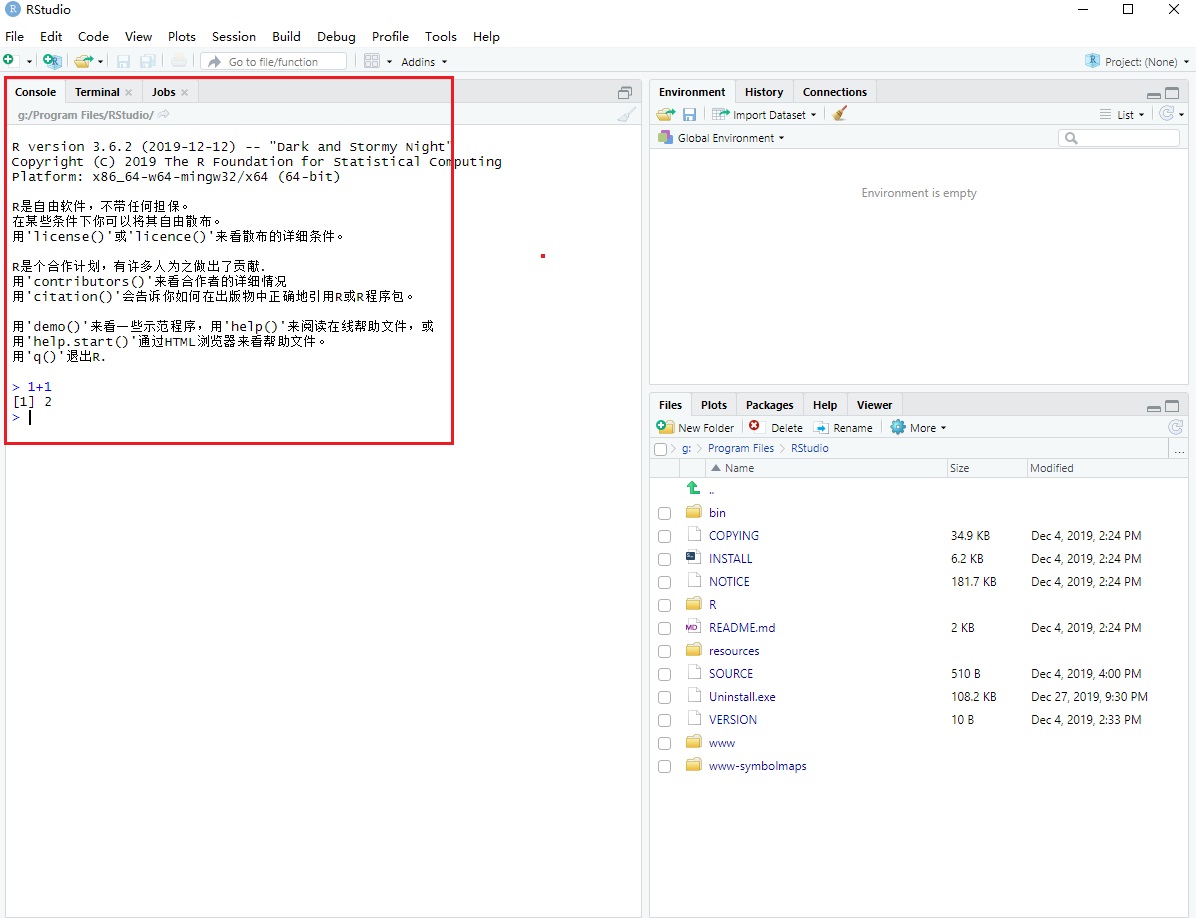 RStudio
File Edit Code View Plots Session Build Debug Profile Tools Help
Go to file/function Addins Project: (None)
Console Terminal Jobs
g:/Program Files/RStudio/
R version 3.6.2 (2019-12-12) -- "Dark and Stormy Night"
Copyright (C) 2019 The R Foundation for Statistical Computing
Platform: x86_64-w64-mingw32/x64 (64-bit)
R是自由软件，不带任何担保。
在某些条件下你可以将其自由散布。
用'license()'或'licence()'来看散布的详细条件。
R是个合作计划，有许多人为之做出了贡献.
用'contributors()'来看合作者的详细情况
用'citation()'会告诉你如何在出版物中正确地引用R或R程序包。
用'demo()'来看一些示范程序，用'help()'来阅读在线帮助文件，或
用'help.start()'通过HTML浏览器来看帮助文件。
用'q()'退出R.
> 1+1
[1] 2
>
Environment History Connections
Import Dataset List
Global Environment
Environment is empty
Files Plots Packages Help Viewer
New Folder Delete Rename More
g: Program Files RStudio ...
Name Size Modified
..
bin
COPYING 34.9 KB Dec 4, 2019, 2:24 PM
INSTALL 6.2 KB Dec 4, 2019, 2:24 PM
NOTICE 181.7 KB Dec 4, 2019, 2:24 PM
R
README.md 2 KB Dec 4, 2019, 2:24 PM
resources
SOURCE 510 B Dec 4, 2019, 4:00 PM
Uninstall.exe 108.2 KB Dec 27, 2019, 9:30 PM
VERSION 10 B Dec 4, 2019, 2:33 PM
www
www-symbolmaps